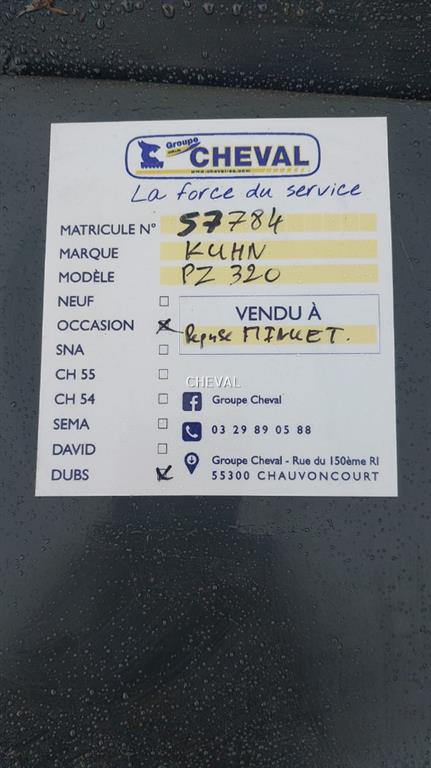 Groupe
CHEVAL
www.chevalsa.com
La force du service
MATRICULE N° 57784
MARQUE KUHN
MODÈLE PZ 320
NEUF
OCCASION
SNA
CH 55
CH 54
SEMA
DAVID
DUBS
VENDU À
Reprise
CHEVAL
Groupe Cheval
03 29 89 05 88
Groupe Cheval - Rue du 150ème RI
55300 CHAUVONCOURT